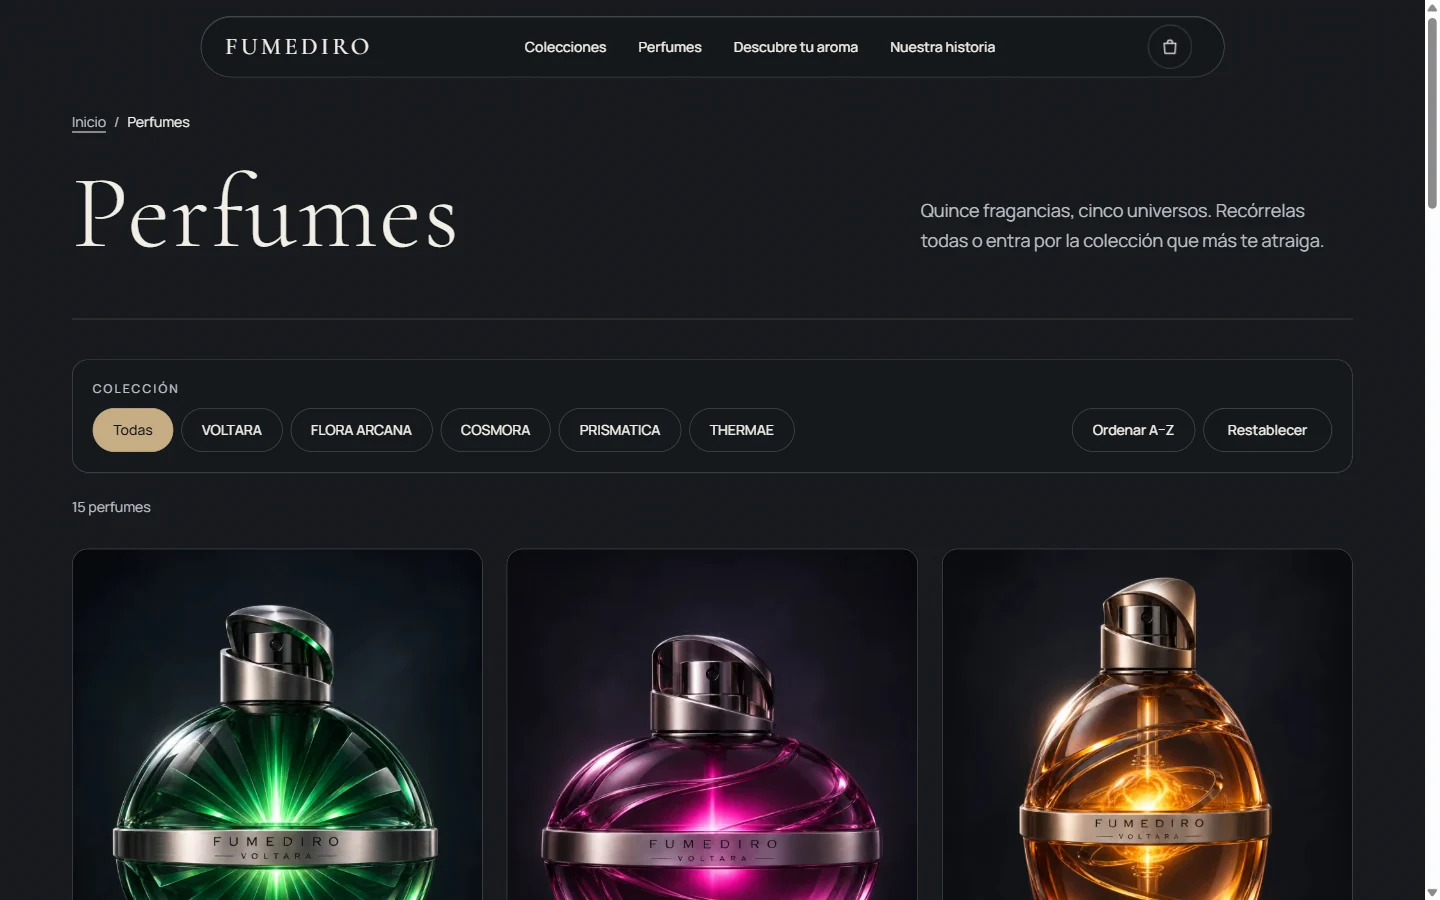 FUMEDIRO
Colecciones
Perfumes
Descubre tu aroma
Nuestra historia
Inicio / Perfumes
Perfumes
Quince fragancias, cinco universos. Recórrelas
todas o entra por la colección que más te atraiga.
COLECCIÓN
Todas
VOLTARA
FLORA ARCANA
COSMORA
PRISMATICA
THERMAE
Ordenar A–Z
Restablecer
15 perfumes
FUMEDIRO
VOLTARA
FUMEDIRO
VOLTARA
FUMEDIRO
VOLTARA